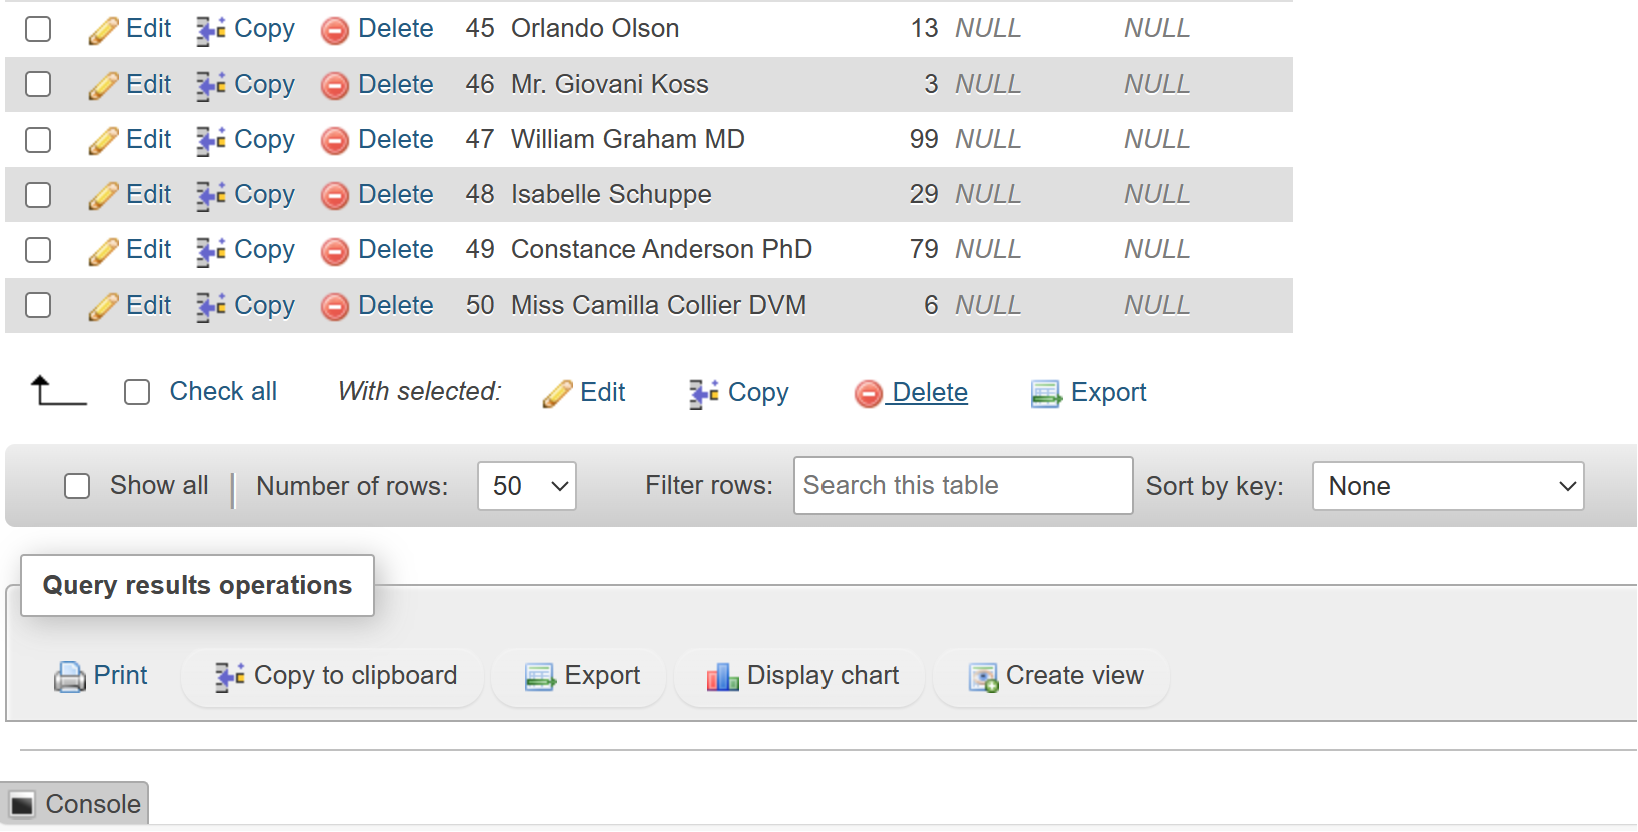 Edit Copy Delete 45 Orlando Olson 13 NULL NULL
Edit Copy Delete 46 Mr. Giovani Koss 3 NULL NULL
Edit Copy Delete 47 William Graham MD 99 NULL NULL
Edit Copy Delete 48 Isabelle Schuppe 29 NULL NULL
Edit Copy Delete 49 Constance Anderson PhD 79 NULL NULL
Edit Copy Delete 50 Miss Camilla Collier DVM 6 NULL NULL
Check all With selected: Edit Copy Delete Export
Show all Number of rows: 50 Filter rows: Search this table Sort by key: None
Query results operations
Print Copy to clipboard Export Display chart Create view
Console